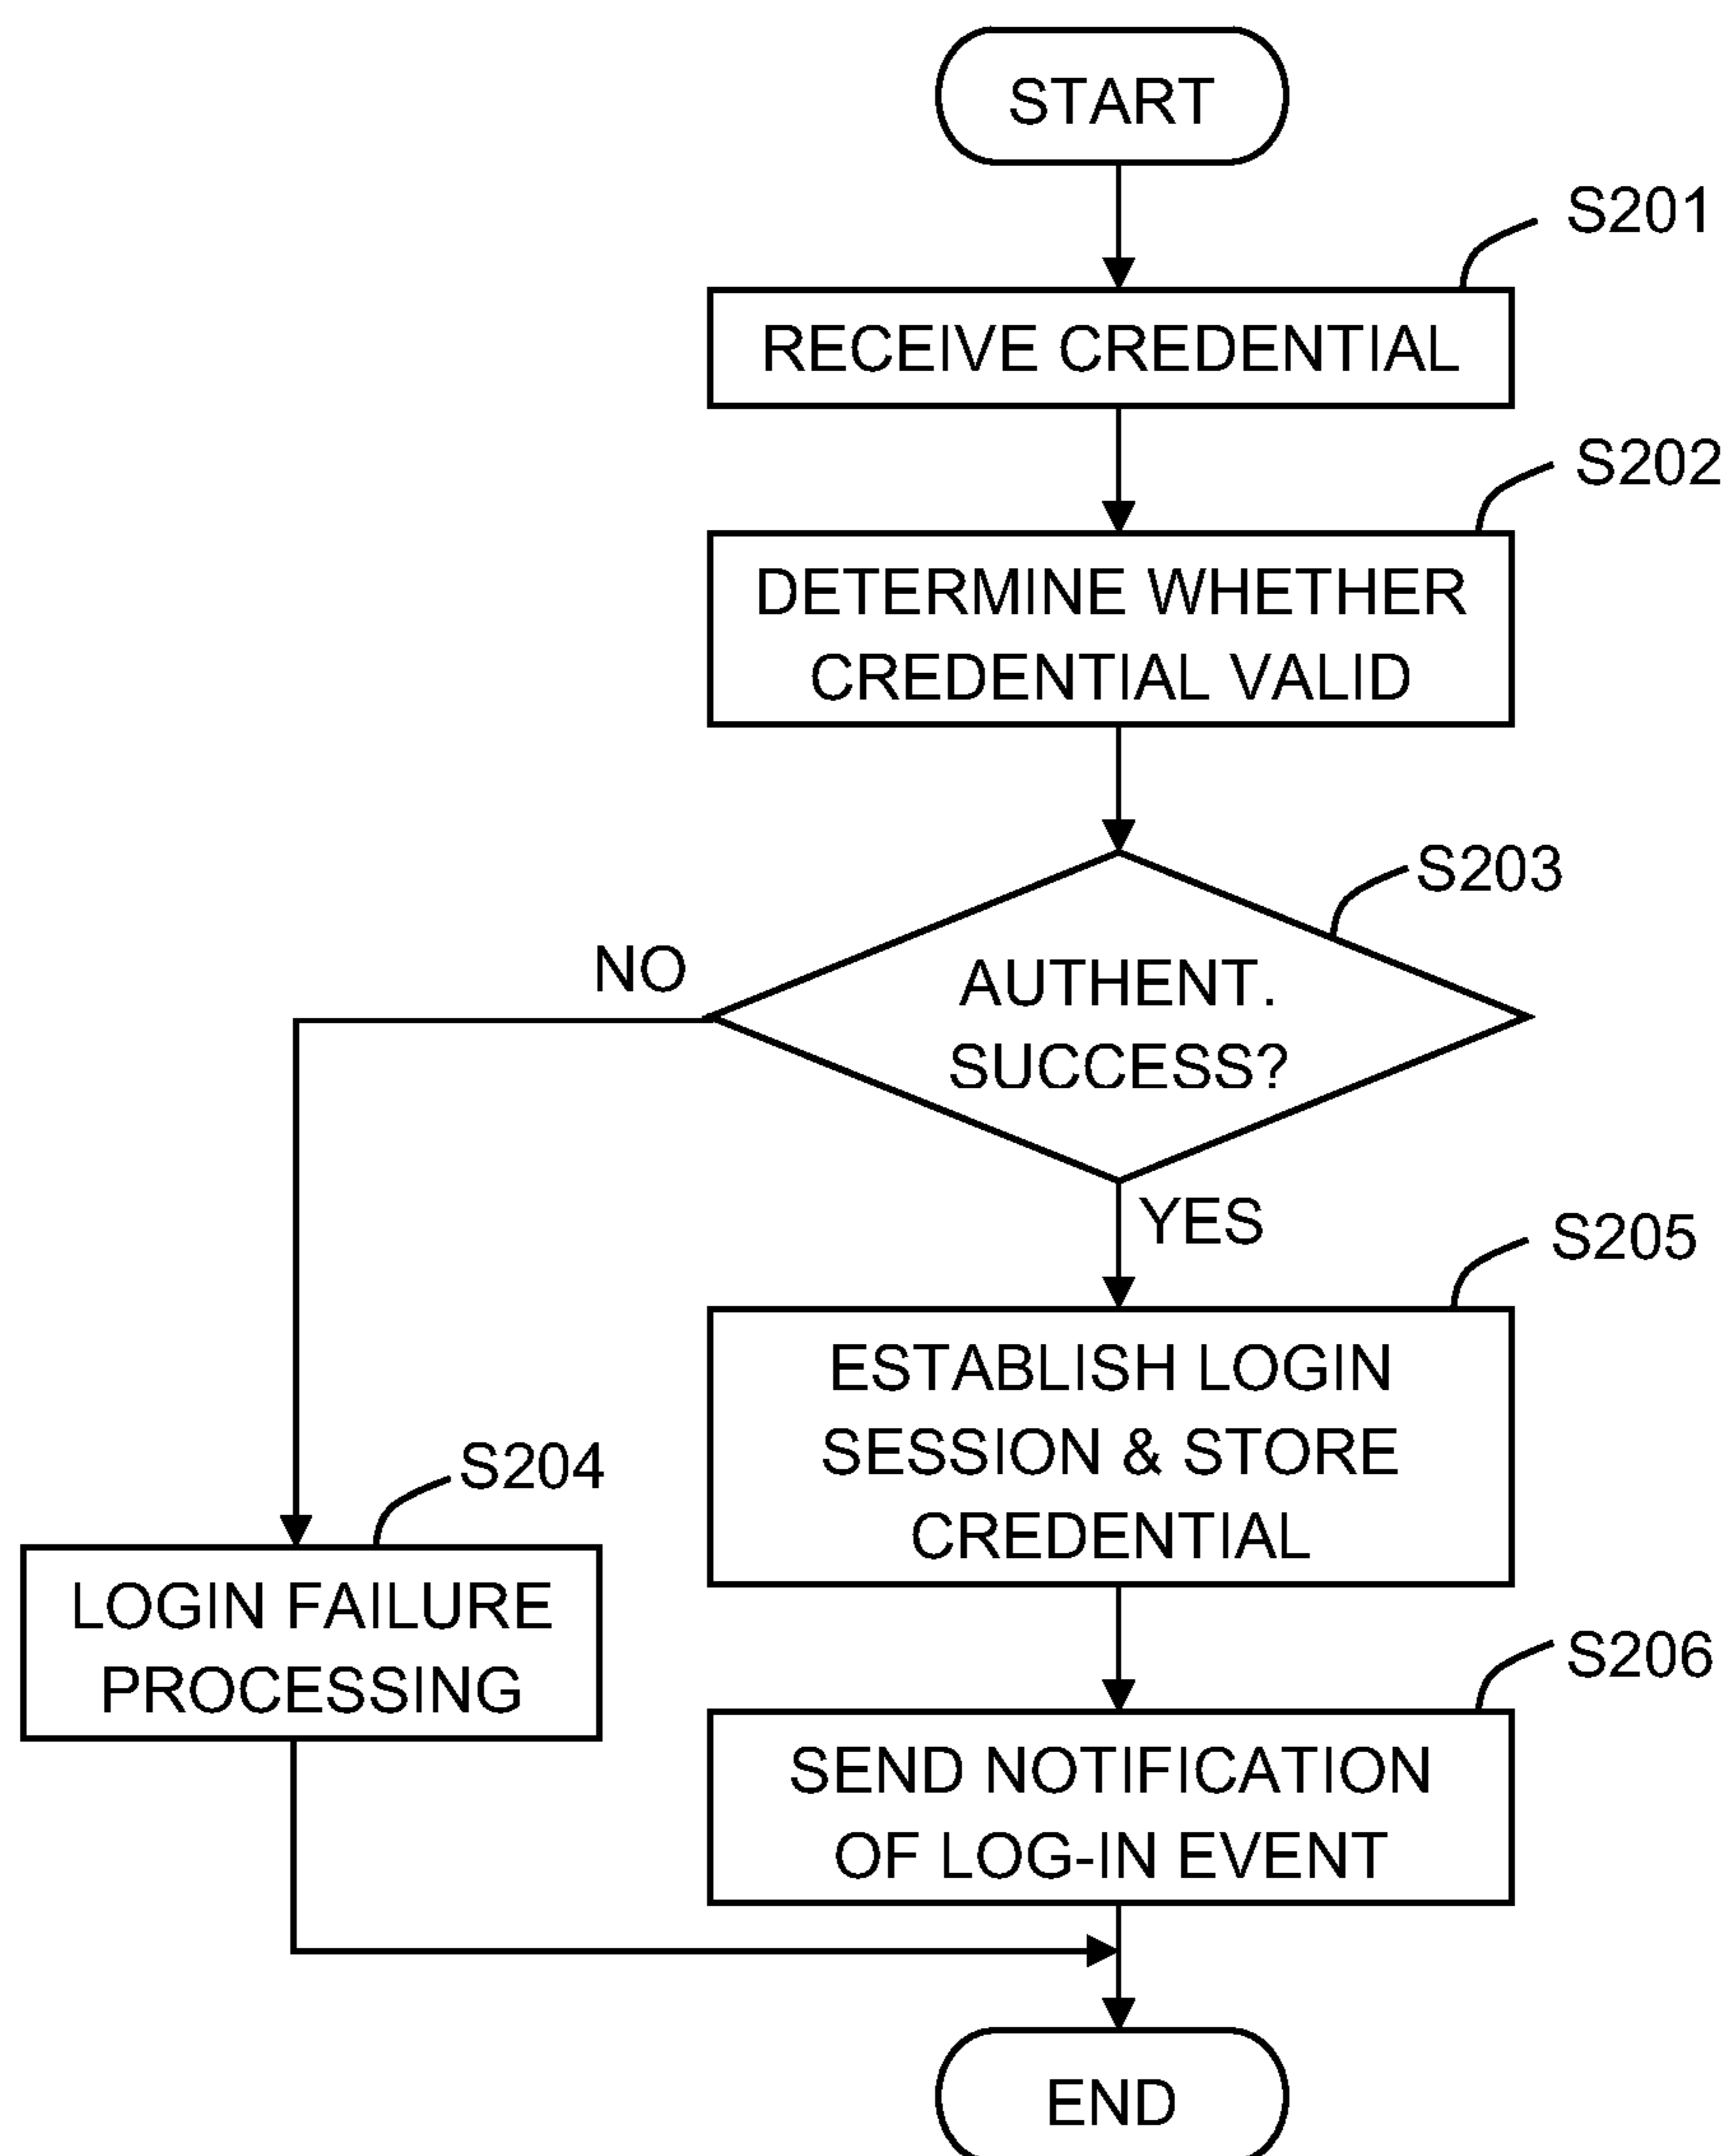 START
S201
RECEIVE CREDENTIAL
S202
DETERMINE WHETHER
CREDENTIAL VALID
S203
NO
AUTHENT.
SUCCESS?
YES
S205
ESTABLISH LOGIN
SESSION & STORE
CREDENTIAL
S204
LOGIN FAILURE
PROCESSING
S206
SEND NOTIFICATION
OF LOG-IN EVENT
END